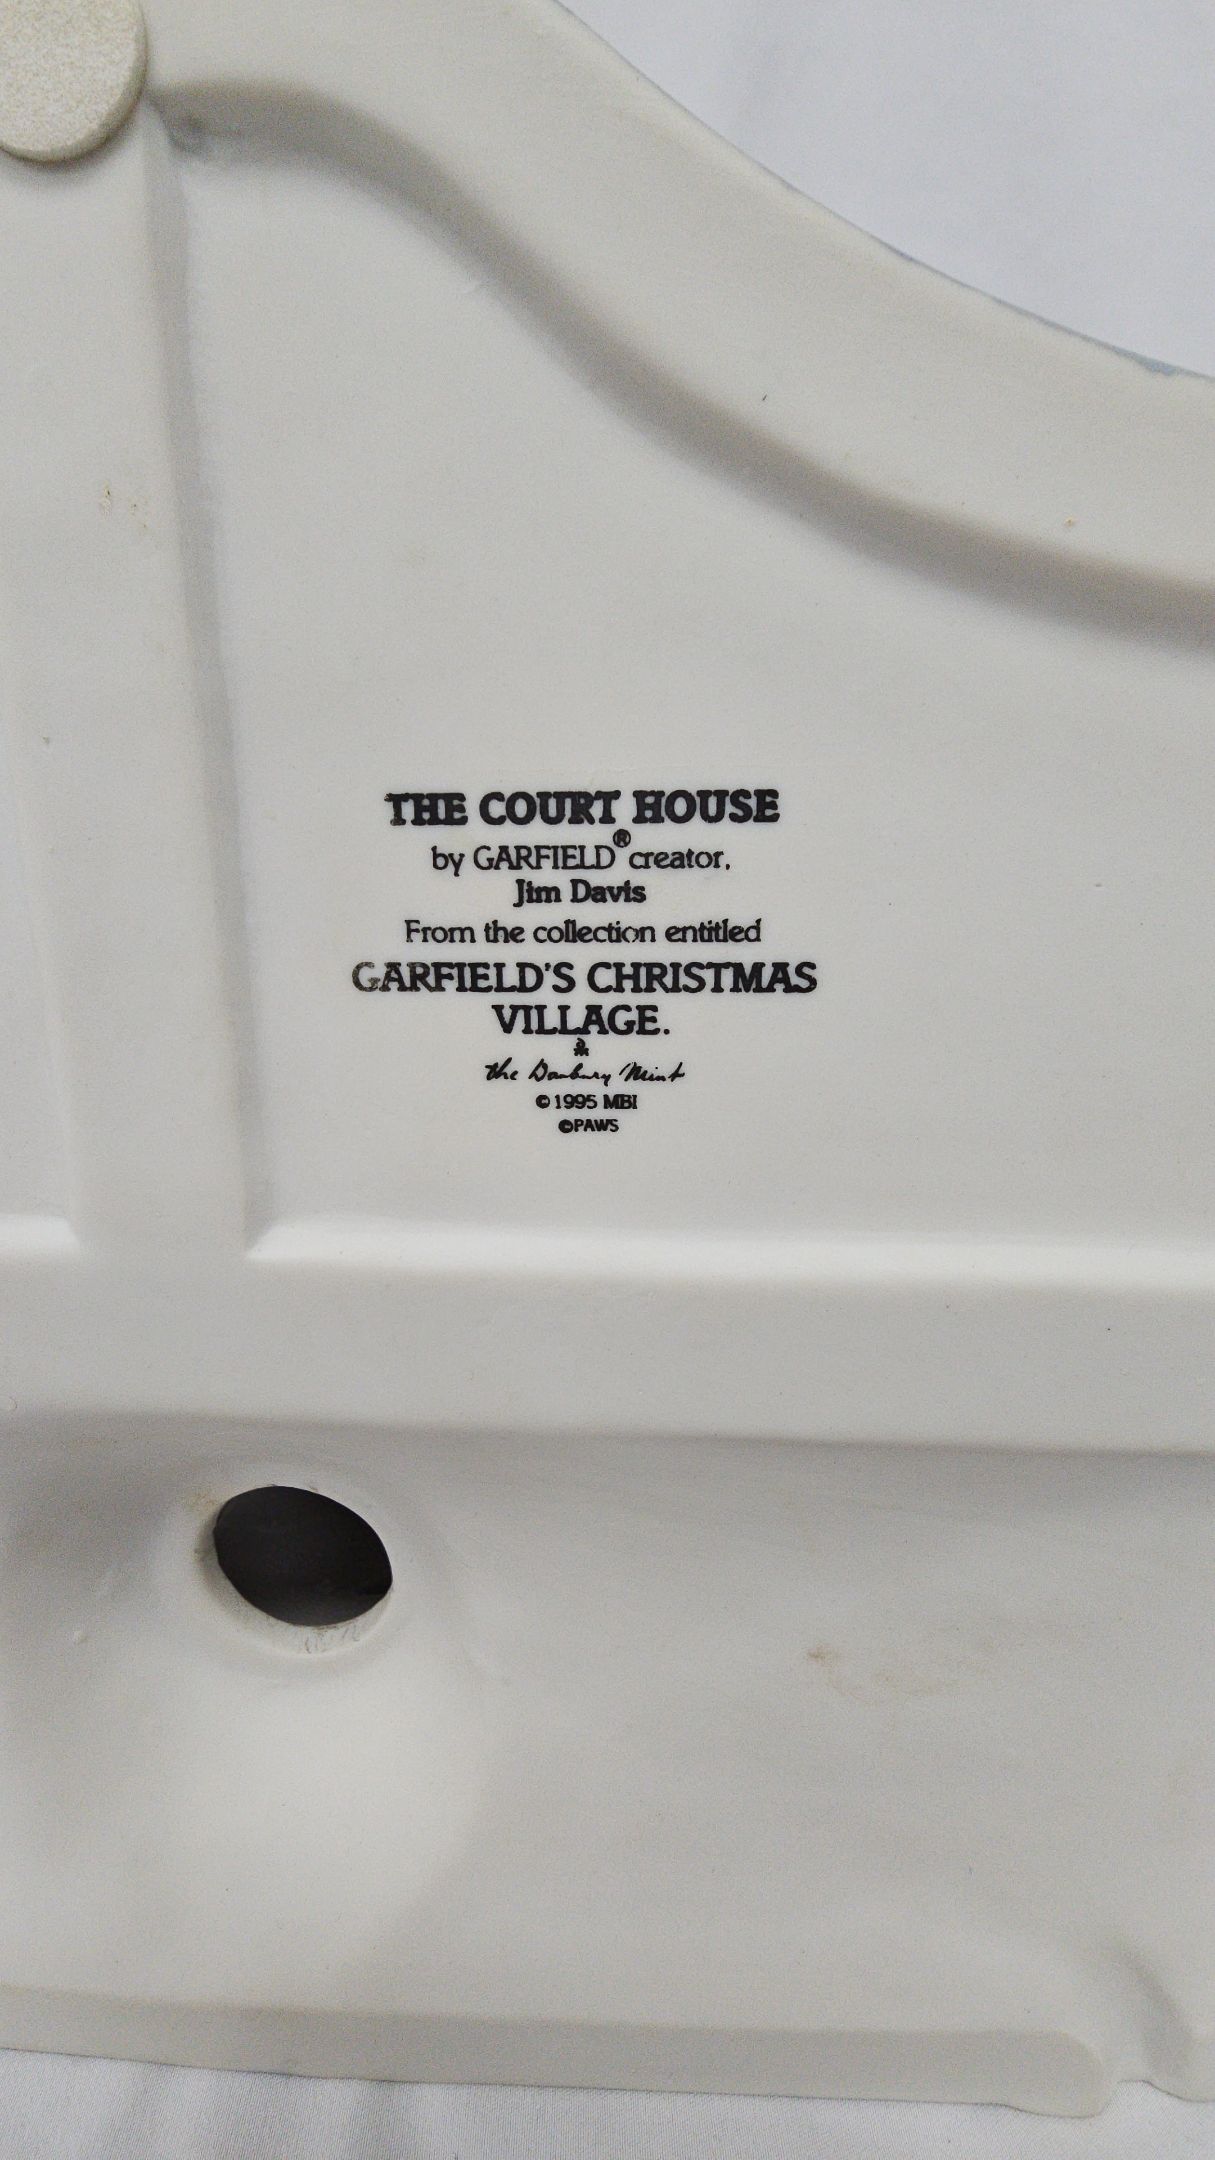 THE COURT HOUSE
by GARFIELD® creator,
Jim Davis
From the collection entitled
GARFIELD'S CHRISTMAS
VILLAGE.
the Danbury Mint
© 1995 MBI
©PAWS